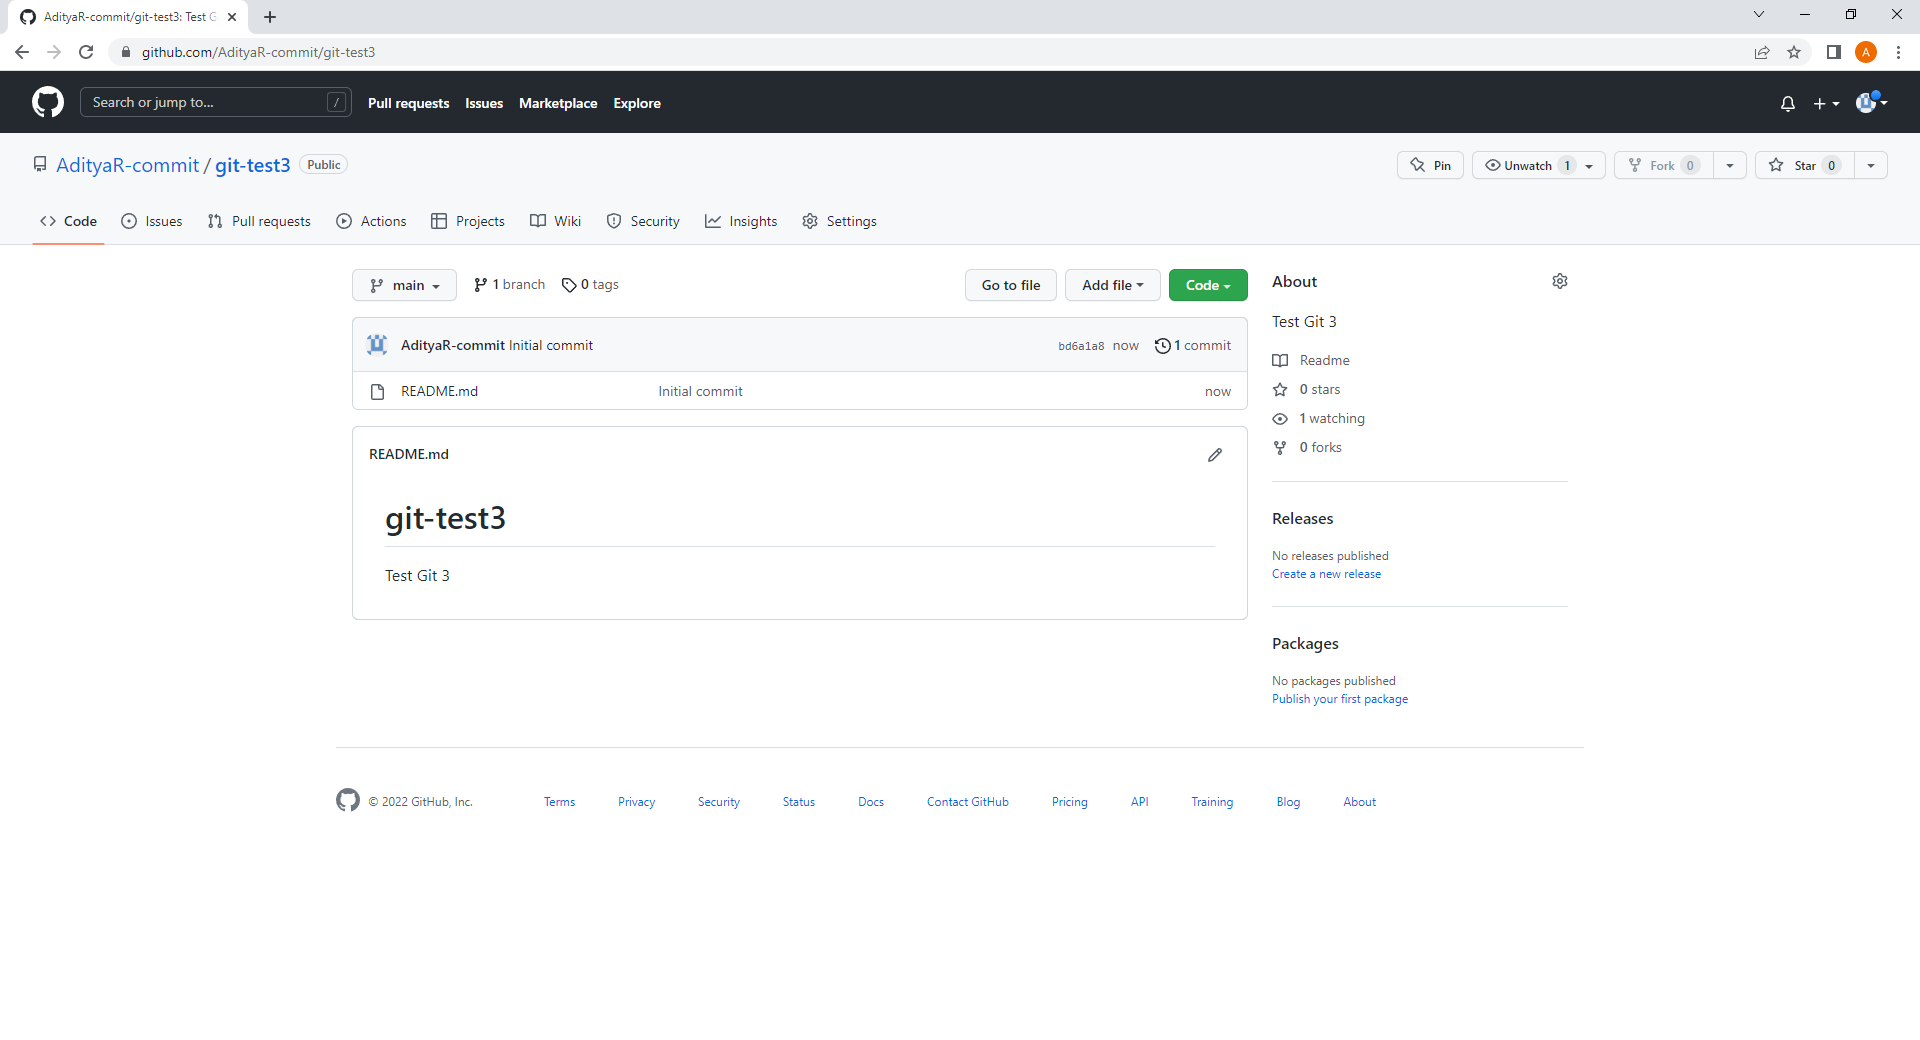 AdityaR-commit/git-test3: Test G
github.com/AdityaR-commit/git-test3
A
Search or jump to...
/
Pull requests
Issues
Marketplace
Explore
AdityaR-commit / git-test3
Public
Pin
Unwatch 1
Fork 0
Star 0
Code
Issues
Pull requests
Actions
Projects
Wiki
Security
Insights
Settings
main
1 branch
0 tags
Go to file
Add file
Code
AdityaR-commit Initial commit
bd6a1a8 now
1 commit
README.md
Initial commit
now
README.md
git-test3
Test Git 3
About
Test Git 3
Readme
0 stars
1 watching
0 forks
Releases
No releases published
Create a new release
Packages
No packages published
Publish your first package
© 2022 GitHub, Inc.
Terms
Privacy
Security
Status
Docs
Contact GitHub
Pricing
API
Training
Blog
About